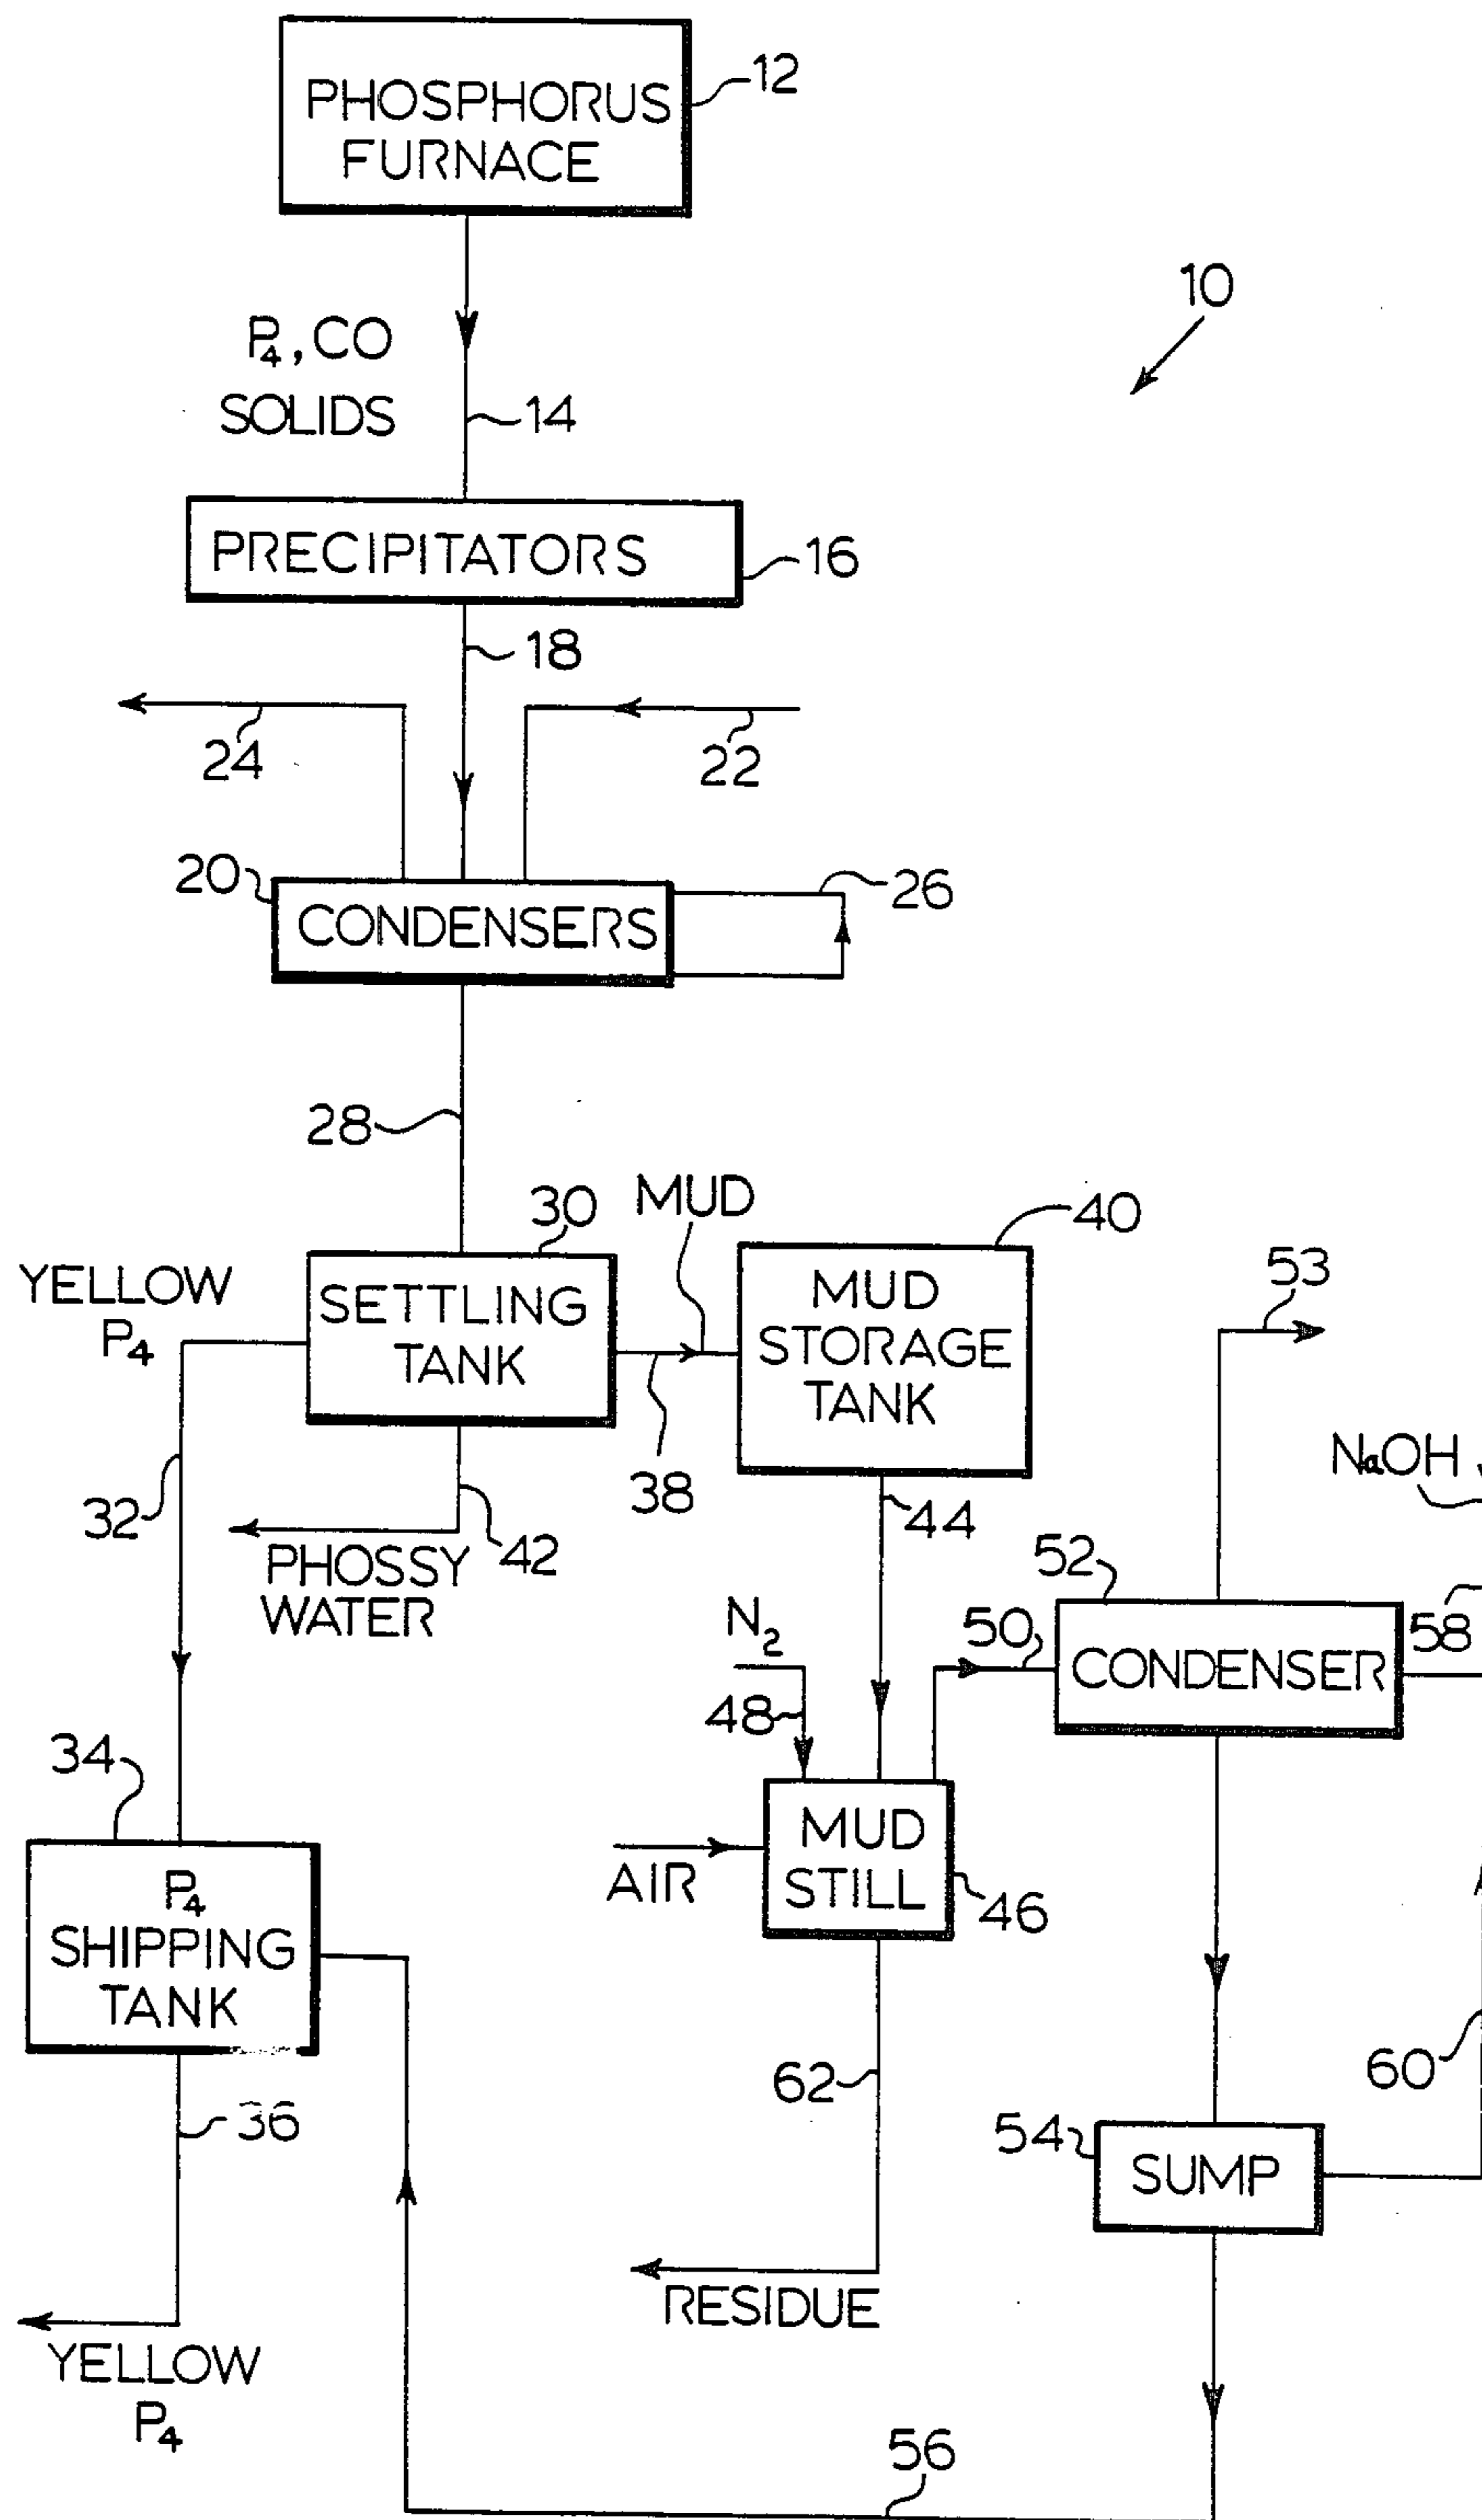 PHOSPHORUS
FURNACE
12
10
P₄, CO
SOLIDS
14
PRECIPITATORS
16
18
24
22
20
CONDENSERS
26
28
30
MUD
40
YELLOW
P₄
SETTLING
TANK
MUD
STORAGE
TANK
53
38
NaOH
32
42
44
PHOSSY
WATER
52
N₂
50
CONDENSER
58
48
34
MUD
STILL
AIR
46
P₄
SHIPPING
TANK
62
60
36
54
SUMP
RESIDUE
YELLOW
P₄
56